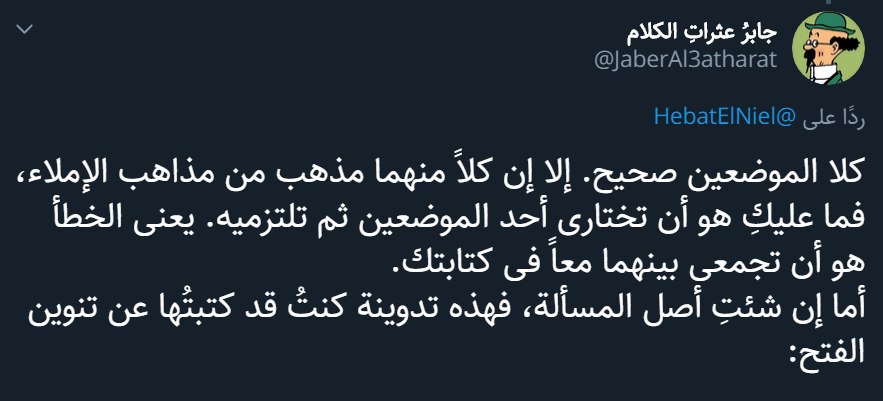 جابرُ عثراتِ الكلام
@JaberAl3atharat
ردًا على @HebatElNiel
كلا الموضعين صحيح. إلا إن كلاً منهما مذهب من مذاهب الإملاء،
فما عليكِ هو أن تختارى أحد الموضعين ثم تلتزميه. يعنى الخطأ
هو أن تجمعى بينهما معاً فى كتابتك.
أما إن شئتِ أصل المسألة، فهذه تدوينة كنتُ قد كتبتُها عن تنوين
الفتح: